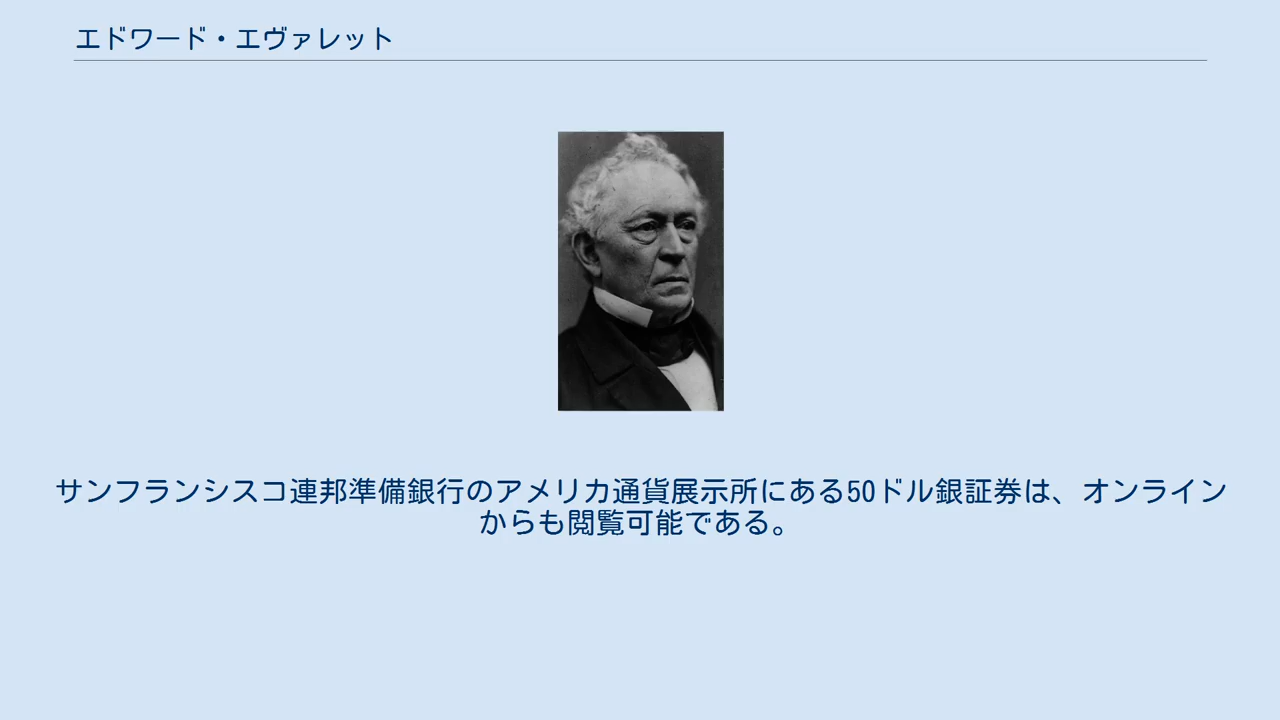 エドワード・エヴァレット
サンフランシスコ連邦準備銀行のアメリカ通貨展示所にある50ドル銀証券は、オンライン
からも閲覧可能である。